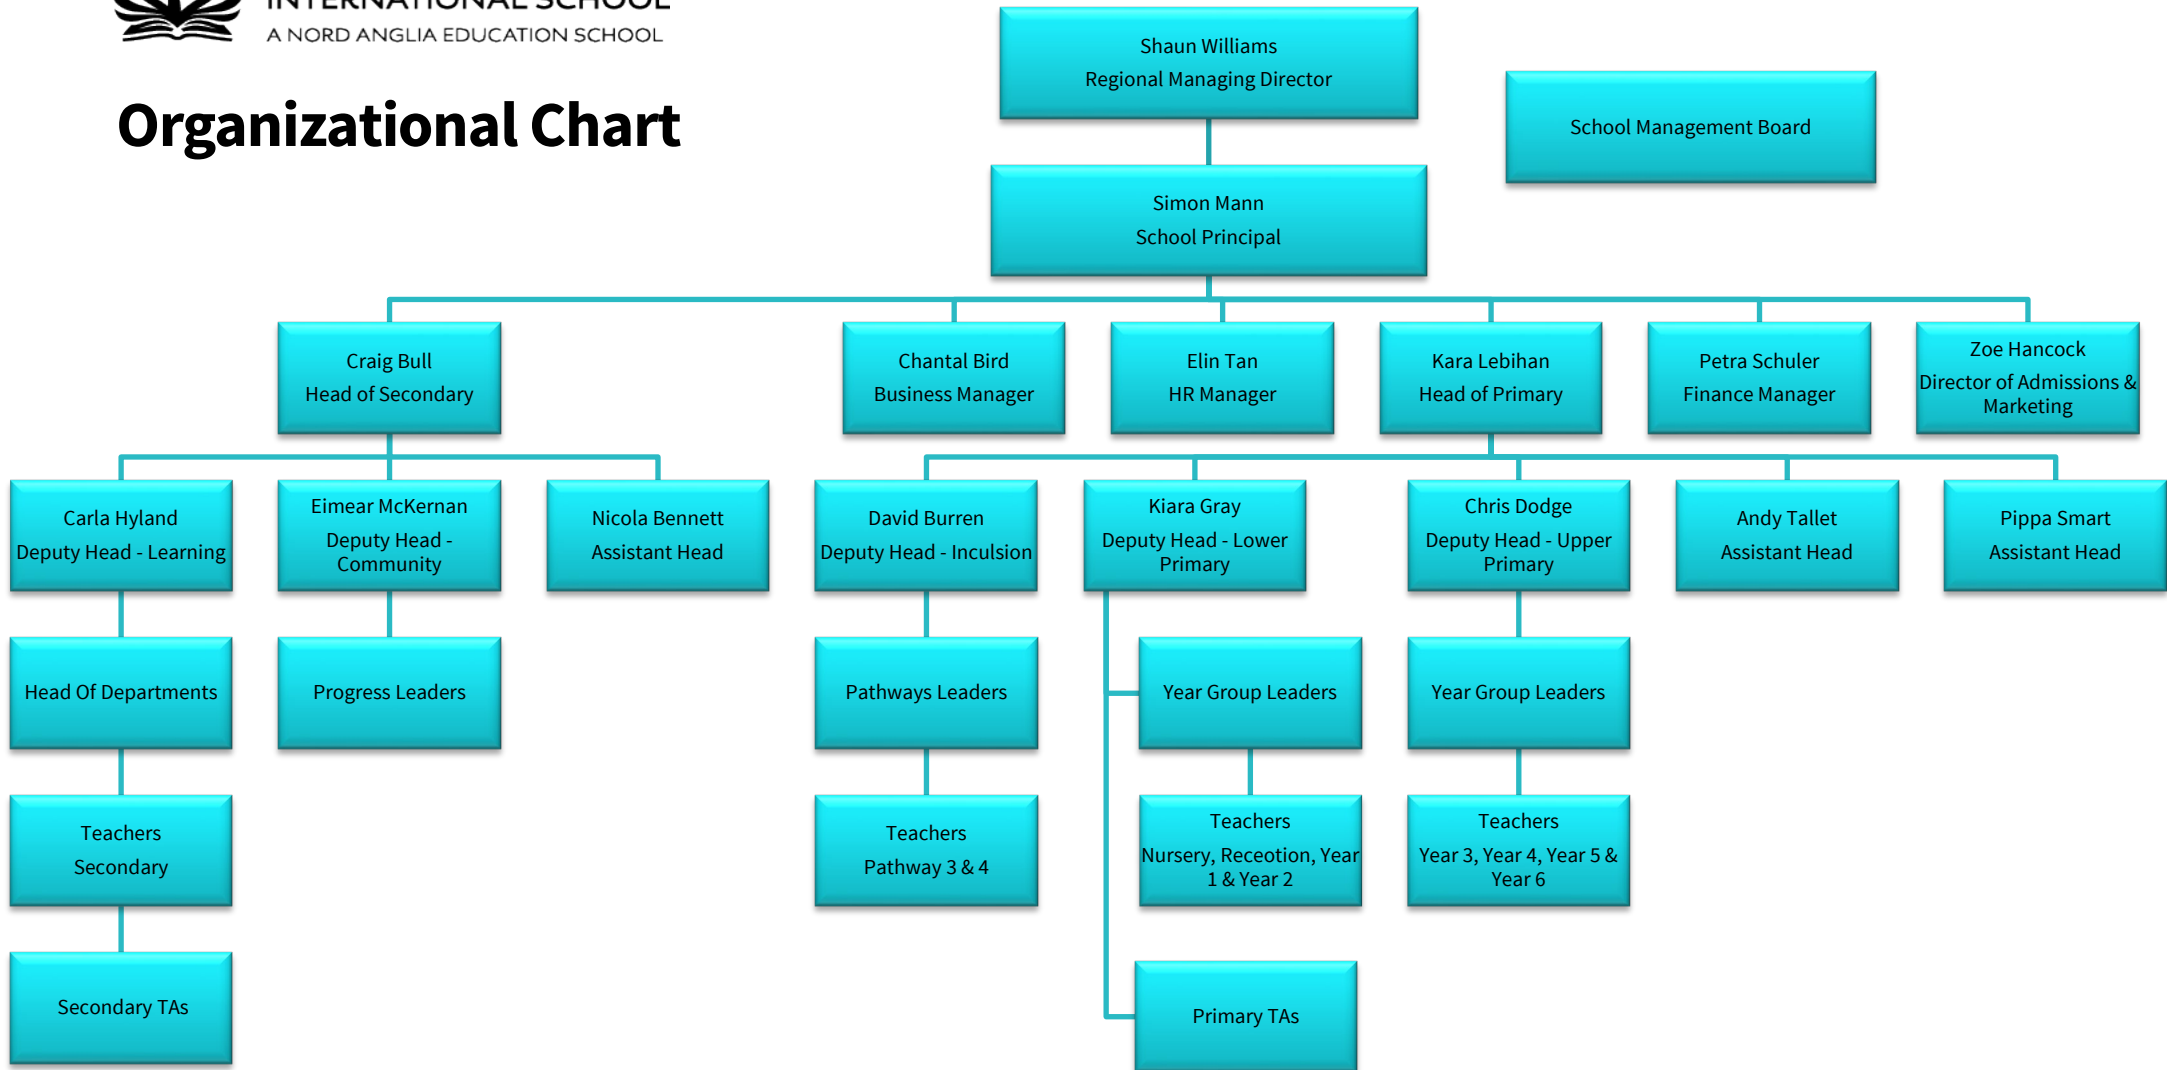 INTERNATIONAL SCHOOL
A NORD ANGLIA EDUCATION SCHOOL
Organizational Chart
Shaun Williams
Regional Managing Director
School Management Board
Simon Mann
School Principal
Craig Bull
Head of Secondary
Chantal Bird
Business Manager
Elin Tan
HR Manager
Kara Lebihan
Head of Primary
Petra Schuler
Finance Manager
Zoe Hancock
Director of Admissions &
Marketing
Carla Hyland
Deputy Head - Learning
Eimear McKernan
Deputy Head -
Community
Nicola Bennett
Assistant Head
David Burren
Deputy Head - Inculsion
Kiara Gray
Deputy Head - Lower
Primary
Chris Dodge
Deputy Head - Upper
Primary
Andy Tallet
Assistant Head
Pippa Smart
Assistant Head
Head Of Departments
Progress Leaders
Pathways Leaders
Year Group Leaders
Year Group Leaders
Teachers
Secondary
Teachers
Pathway 3 & 4
Teachers
Nursery, Receotion, Year
1 & Year 2
Teachers
Year 3, Year 4, Year 5 &
Year 6
Secondary TAs
Primary TAs